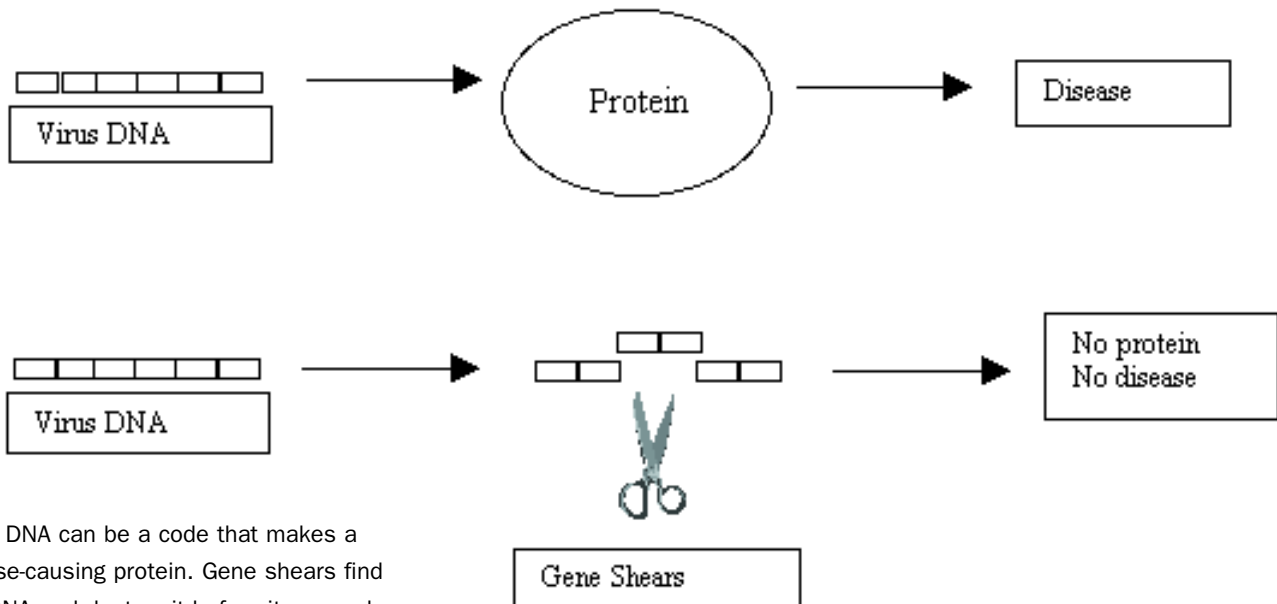 Virus DNA
Protein
Disease
Virus DNA
No protein
No disease
DNA can be a code that makes a
se-causing protein. Gene shears find
Gene Shears